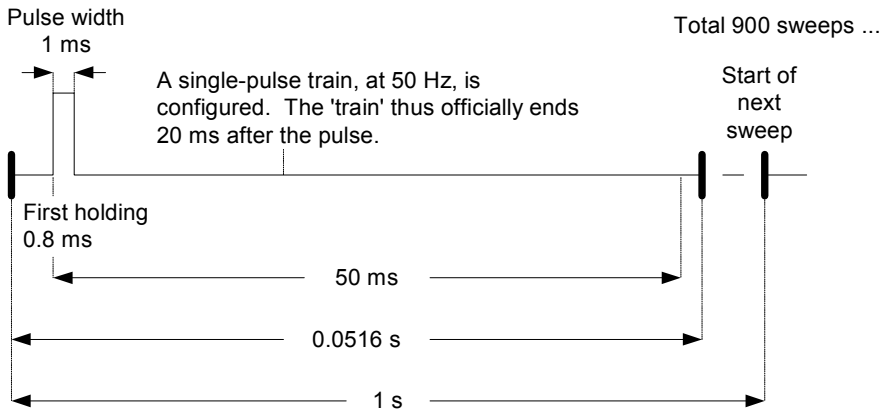 Pulse width
1 ms
Total 900 sweeps ...
A single-pulse train, at 50 Hz, is
configured.  The 'train' thus officially ends
20 ms after the pulse.
Start of
next
sweep
First holding
0.8 ms
50 ms
0.0516 s
1 s